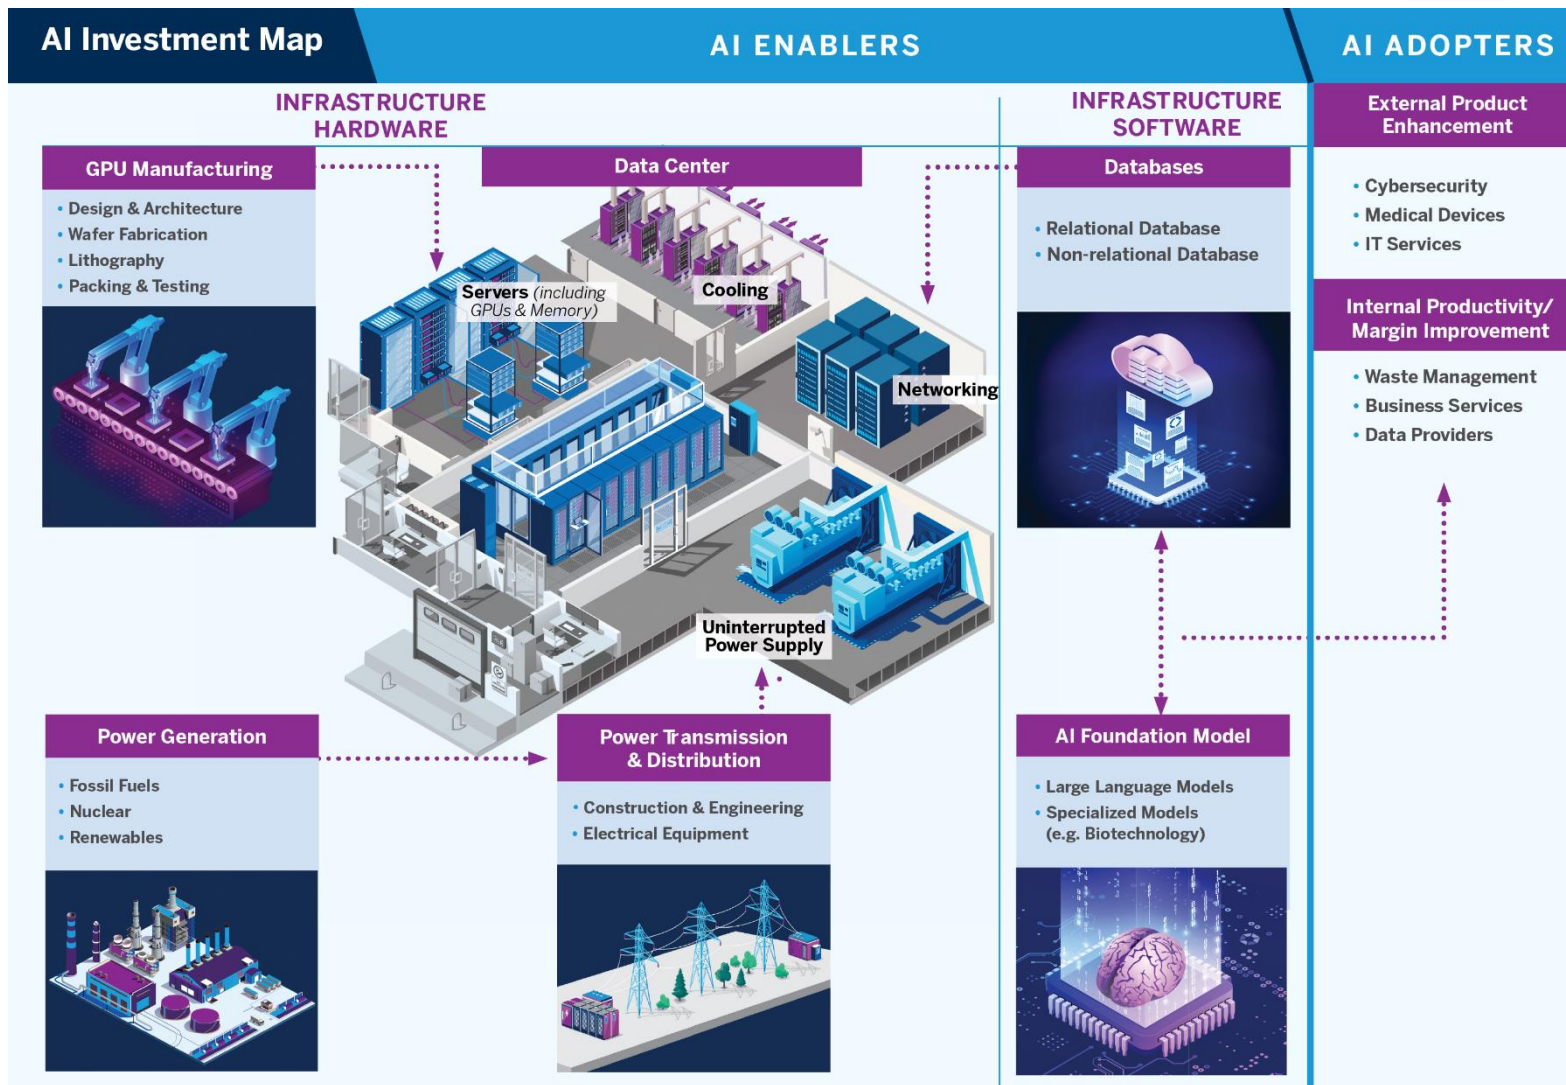 AI Investment Map
AI ENABLERS
AI ADOPTERS
INFRASTRUCTURE
HARDWARE
INFRASTRUCTURE
SOFTWARE
GPU Manufacturing
• Design & Architecture
• Wafer Fabrication
• Lithography
• Packing & Testing
Data Center
Servers (including
GPUs & Memory)
Cooling
Networking
Uninterrupted
Power Supply
Power Generation
• Fossil Fuels
• Nuclear
• Renewables
Power Transmission
& Distribution
• Construction & Engineering
• Electrical Equipment
Databases
• Relational Database
• Non-relational Database
AI Foundation Model
• Large Language Models
• Specialized Models
(e.g. Biotechnology)
External Product
Enhancement
• Cybersecurity
• Medical Devices
• IT Services
Internal Productivity/
Margin Improvement
• Waste Management
• Business Services
• Data Providers